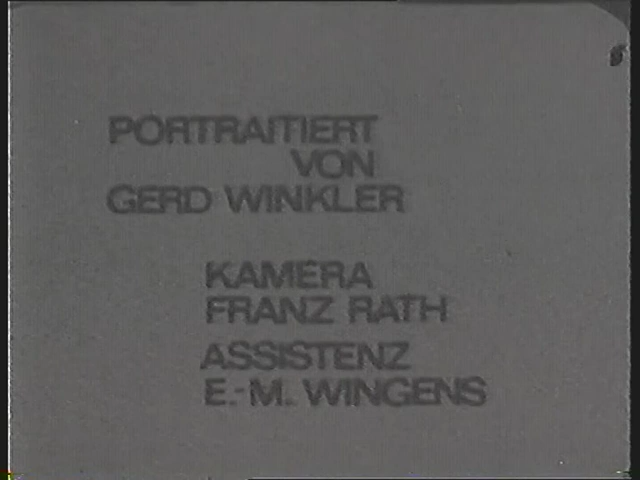 PORTRAITIERT
VON
GERD WINKLER
KAMERA
FRANZ RATH
ASSISTENZ
E.-M. WINGENS